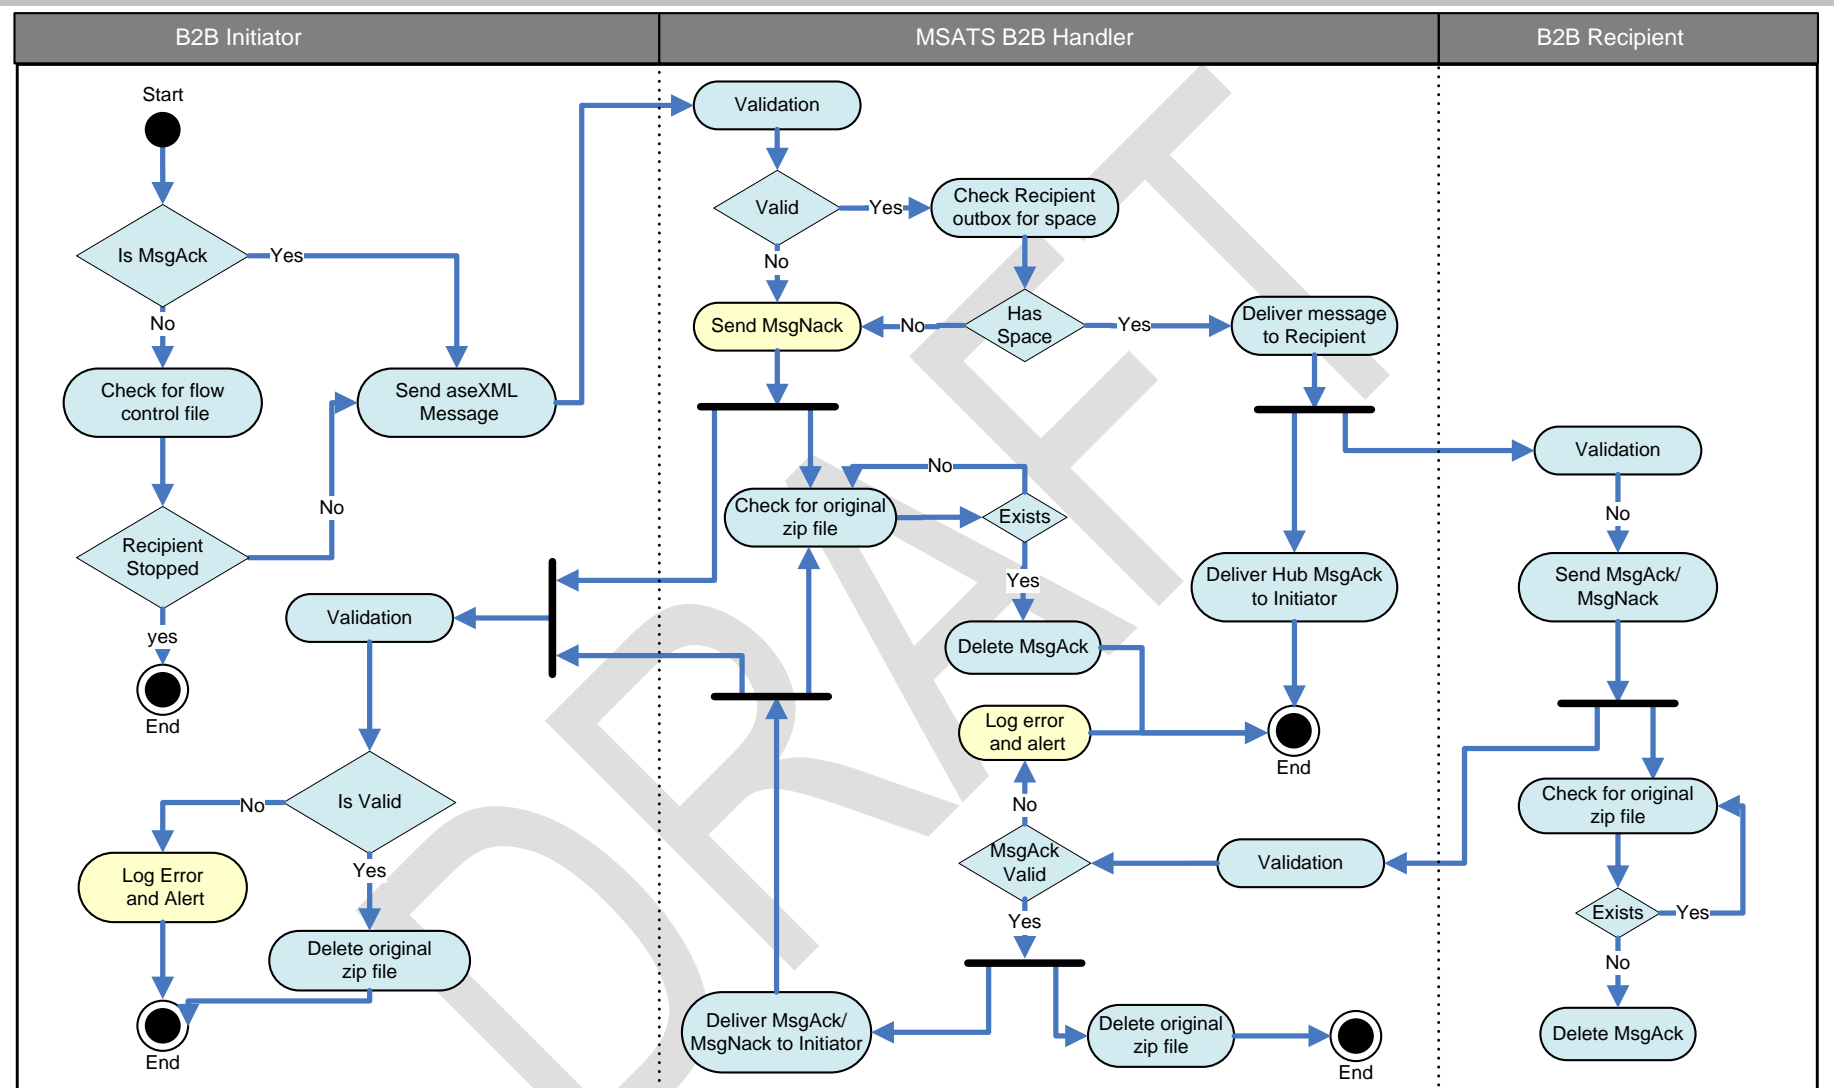 B2B Initiator
MSATS B2B Handler
B2B Recipient
Start
Is MsgAck
Yes
No
Check for flow
control file
Send aseXML
Message
No
Recipient
Stopped
yes
End
Validation
Is Valid
No
Yes
Log Error
and Alert
Delete original
zip file
End
Validation
Valid
Yes
Check Recipient
outbox for space
No
Send MsgNack
No
Has
Space
Yes
Deliver message
to Recipient
Check for original
zip file
No
Exists
Yes
Delete MsgAck
Deliver Hub MsgAck
to Initiator
Log error
and alert
End
No
MsgAck
Valid
Validation
Yes
Deliver MsgAck/
MsgNack to Initiator
Delete original
zip file
End
Validation
No
Send MsgAck/
MsgNack
Check for original
zip file
Exists
Yes
No
Delete MsgAck
DRAFT